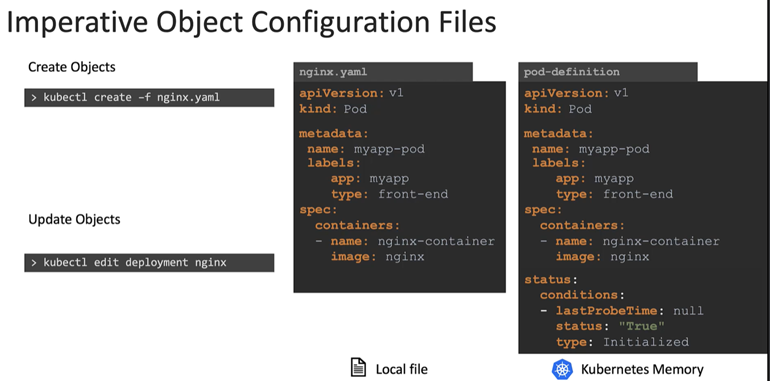 Imperative Object Configuration Files
Create Objects
> kubectl create –f nginx.yaml
Update Objects
> kubectl edit deployment nginx
nginx.yaml
apiVersion: v1
kind: Pod
metadata:
name: myapp-pod
labels:
app: myapp
type: front-end
spec:
containers:
- name: nginx-container
image: nginx
Local file
pod-definition
apiVersion: v1
kind: Pod
metadata:
name: myapp-pod
labels:
app: myapp
type: front-end
spec:
containers:
- name: nginx-container
image: nginx
status:
conditions:
- lastProbeTime: null
status: "True"
type: Initialized
Kubernetes Memory